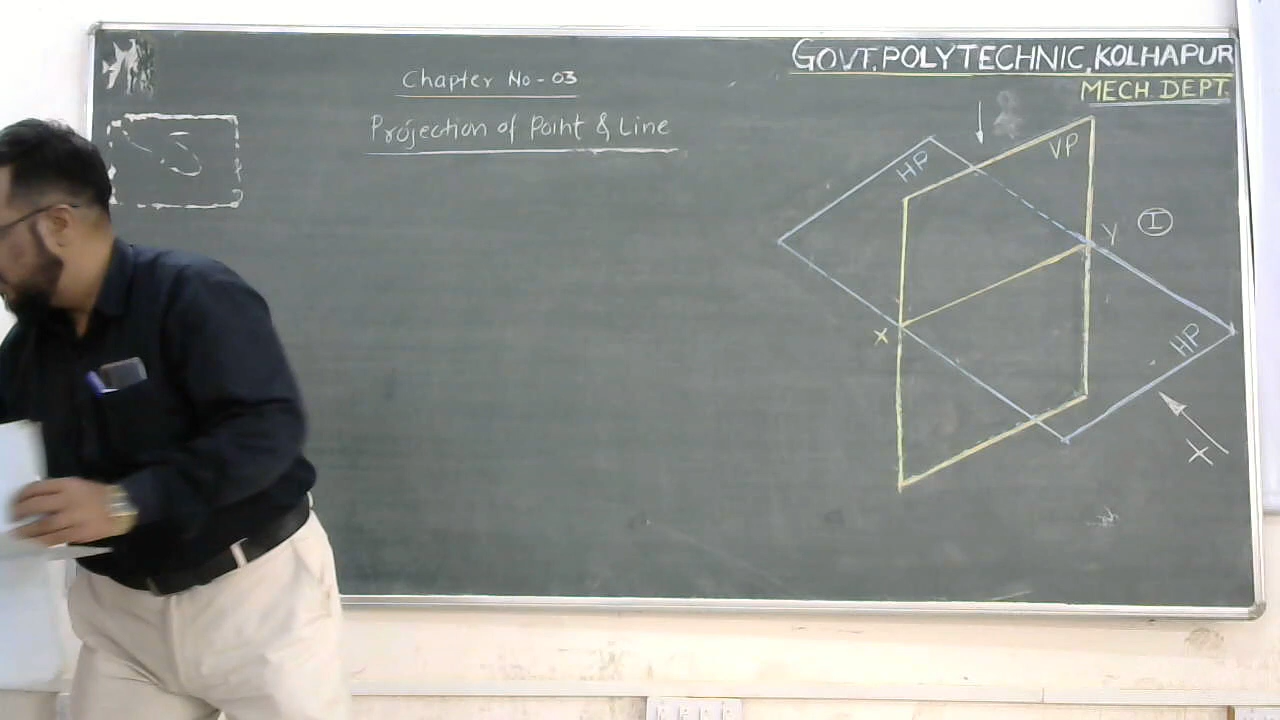 GOVT. POLYTECHNIC, KOLHAPUR
MECH DEPT.
Chapter No - 03
Projection of Point & Line
VP
HP
Y
I
X
HP
X